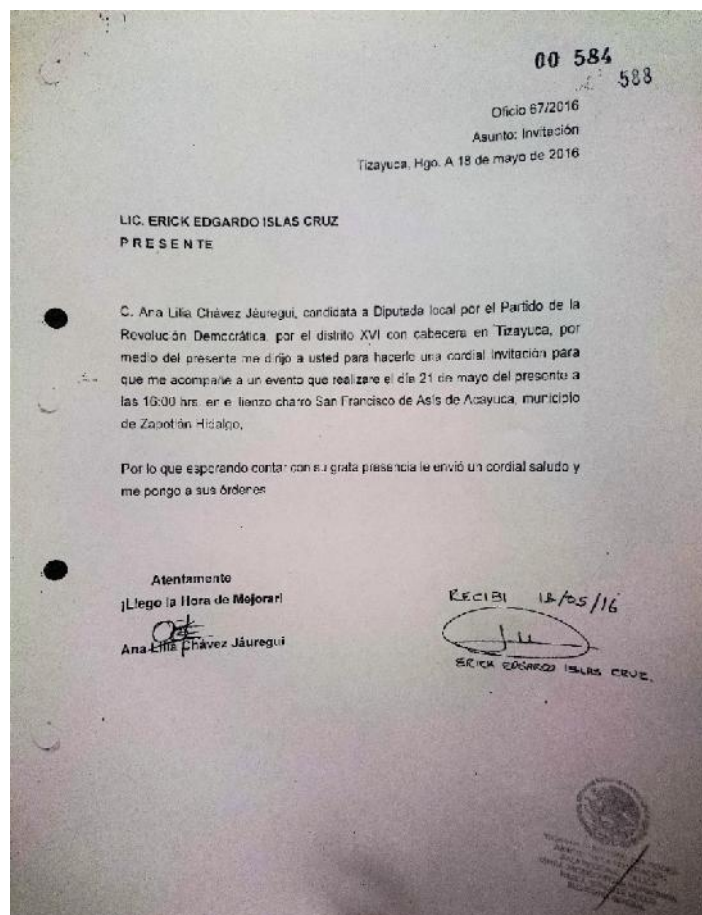 00 584
588
Oficio 67/2016
Asunto: Invitación
Tizayuca, Hgo. A 18 de mayo de 2016
LIC. ERICK EDGARDO ISLAS CRUZ
P R E S E N T E
C. Ana Lilia Chávez Jáuregui, candidata a Diputada local por el Partido de la
Revolución Democrática, por el distrito XVI con cabecera en Tizayuca, por
medio del presente me dirijo a usted para hacerle una cordial Invitación para
que me acompañe a un evento que realizare el día 21 de mayo del presente a
las 16:00 hrs. en el lienzo charro San Francisco de Asís de Acayuca, municipio
de Zapotlán Hidalgo,
Por lo que esperando contar con su grata presencia le envió un cordial saludo y
me pongo a sus órdenes
Atentamente
¡Llego la Hora de Mejorar!
Ana Lilia Chávez Jáuregui
RECIBI 18/05/16
ERICK EDGARDO ISLAS CRUZ.